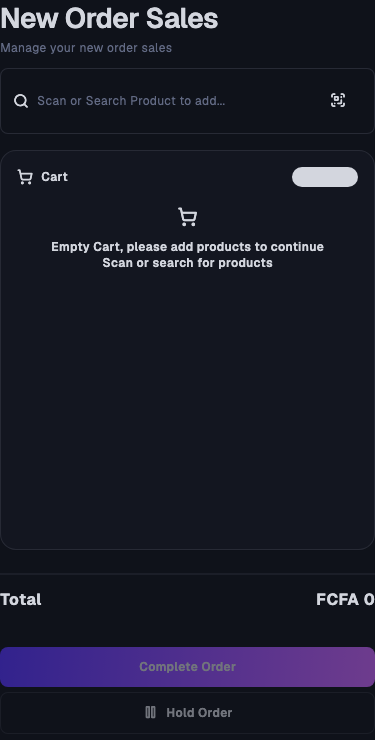 New Order Sales
Manage your new order sales
Scan or Search Product to add...
Cart
Empty Cart, please add products to continue
Scan or search for products
Total FCFA 0
Complete Order
Hold Order